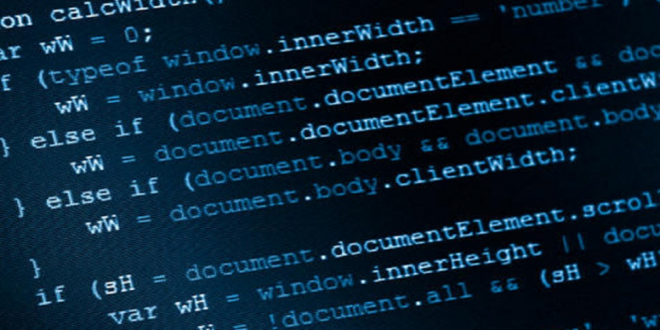 on calcWidth()
ar wW = 0;
f (typeof window.innerWidth == 'number')
wW = window.innerWidth;
} else if (document.documentElement && doc
wW = document.documentElement.clientW
} else if (document.body && document.body
wW = document.body.clientWidth;
}
if (sH = document.documentElement.scrol
var wH = window.innerHeight || docu
= !document.all && (sH > wH